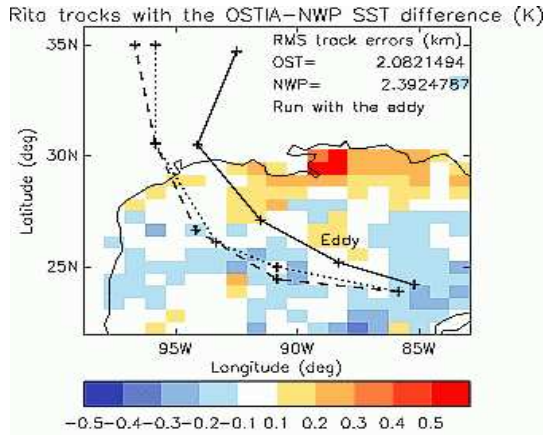 Rita tracks with the OSTIA-NWP SST difference (K)
RMS track errors (km)
OST= 2.0821494
NWP= 2.3924787
Run with the eddy
35N
30N
25N
Latitude (deg)
Eddy
95W 90W 85W
Longitude (deg)
-0.5-0.4-0.3-0.2-0.1 0.1 0.2 0.3 0.4 0.5